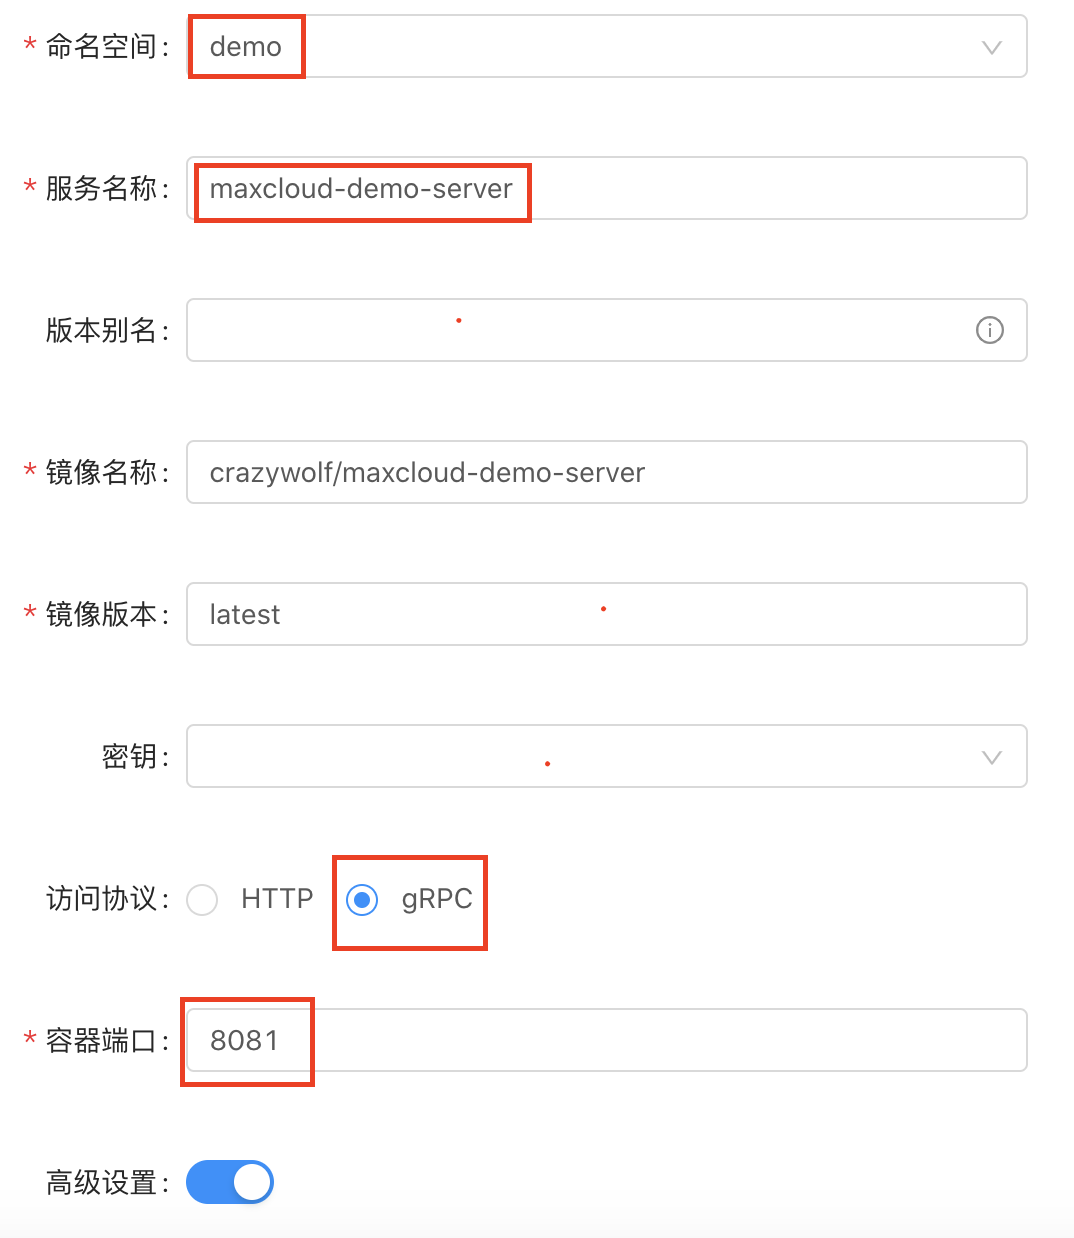 * 命名空间: demo
* 服务名称: maxcloud-demo-server
版本别名:
* 镜像名称: crazywolf/maxcloud-demo-server
* 镜像版本: latest
密钥:
访问协议: HTTP gRPC
* 容器端口: 8081
高级设置: